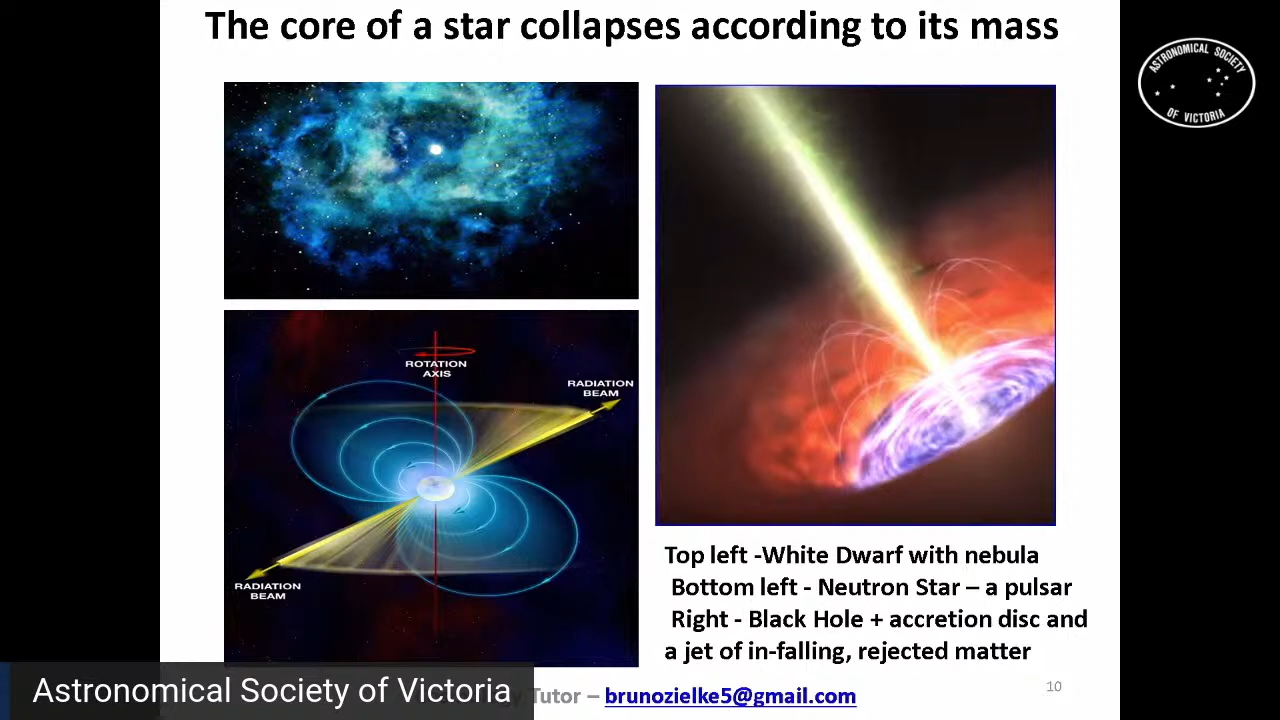 The core of a star collapses according to its mass
ASTRONOMICAL SOCIETY
OF VICTORIA
ROTATION
AXIS
RADIATION
BEAM
RADIATION
BEAM
Top left -White Dwarf with nebula
Bottom left - Neutron Star – a pulsar
Right - Black Hole + accretion disc and
a jet of in-falling, rejected matter
Astronomical Society of Victoria
Tutor – brunozielke5@gmail.com
10